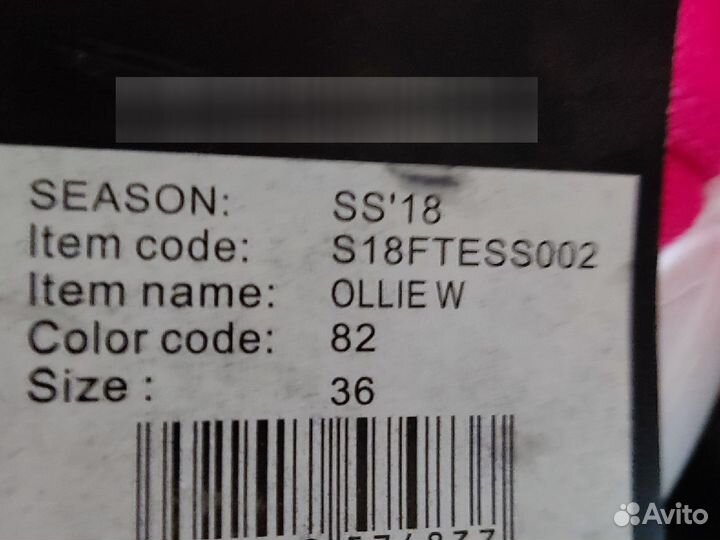 SEASON: SS'18
Item code: S18FTESS002
Item name: OLLIE W
Color code: 82
Size : 36
Avito